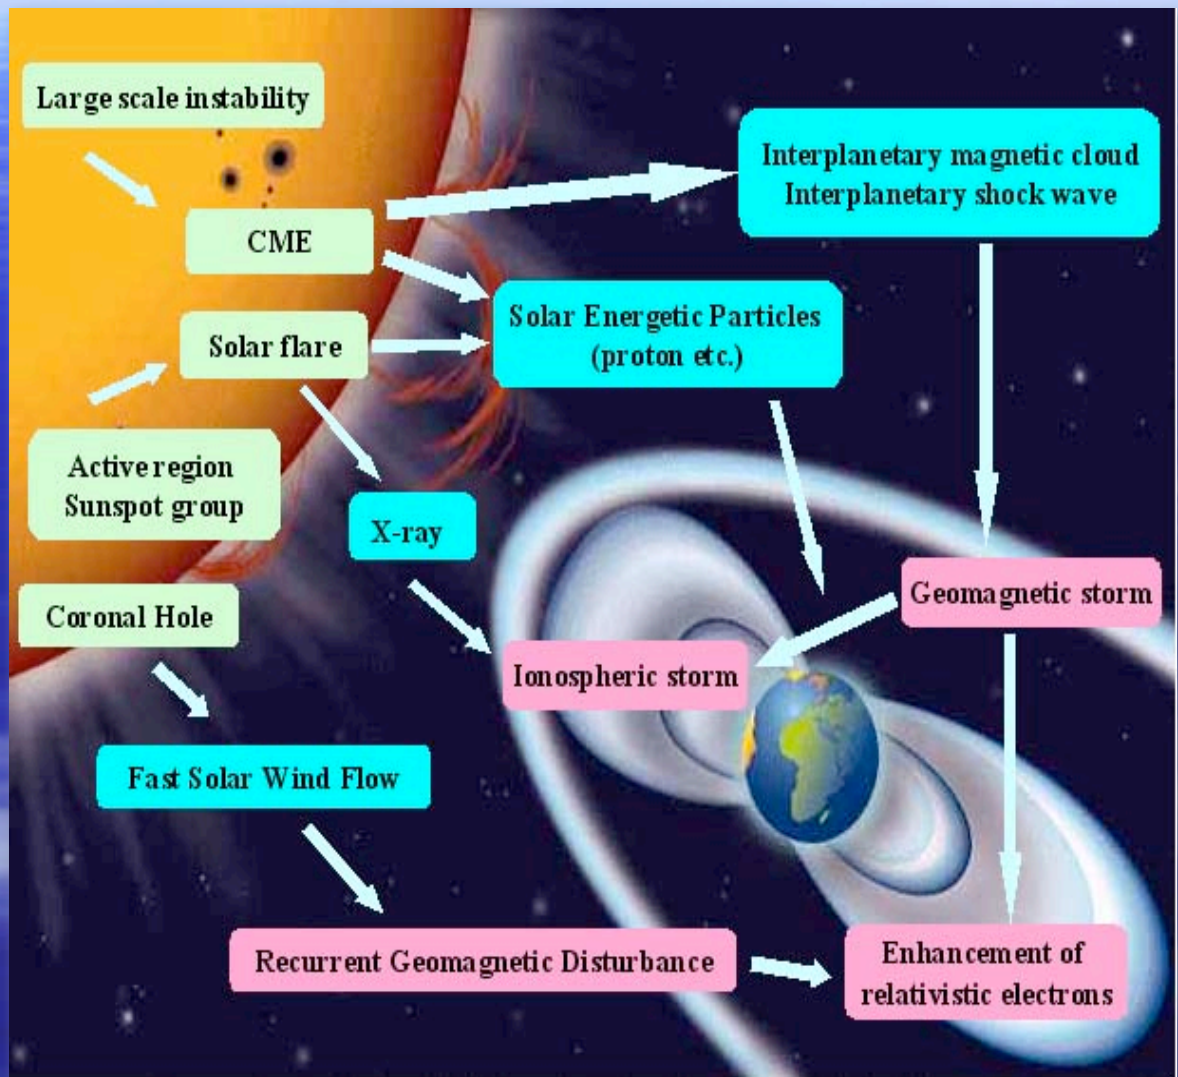 Large scale instability
Interplanetary magnetic cloud
Interplanetary shock wave
CME
Solar Energetic Particles
(proton etc.)
Solar flare
Active region
Sunspot group
X-ray
Geomagnetic storm
Coronal Hole
Ionospheric storm
Fast Solar Wind Flow
Recurrent Geomagnetic Disturbance
Enhancement of
relativistic electrons